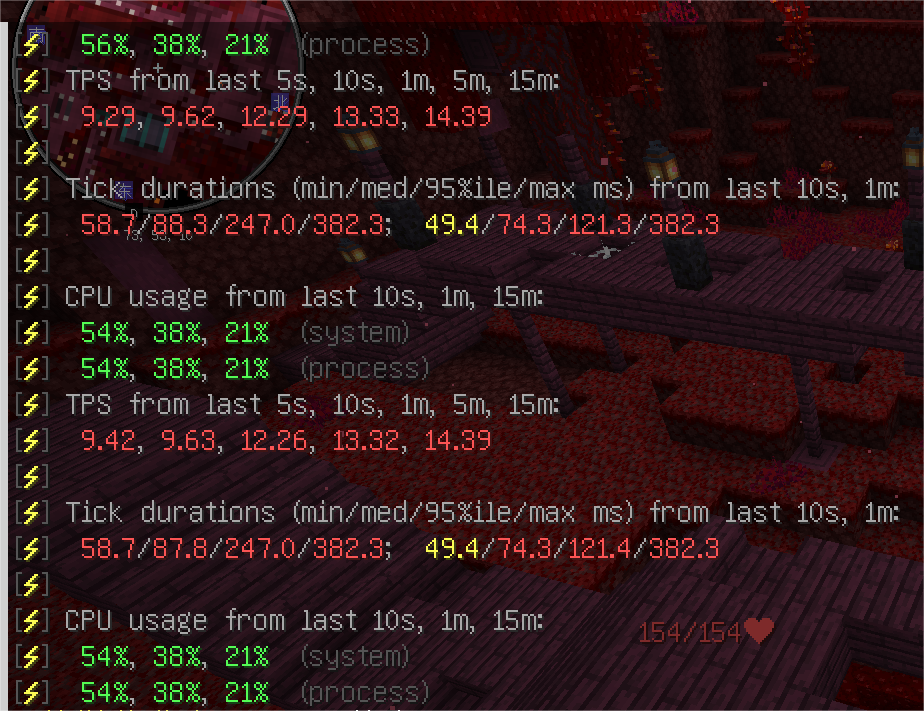 南
[⚡] 56%, 38%, 21% (process)
[⚡] TPS from last 5s, 10s, 1m, 5m, 15m:
北
[⚡] 9.29, 9.62, 12.29, 13.33, 14.39
[⚡]
东
[⚡] Tick durations (min/med/95%ile/max ms) from last 10s, 1m:
[⚡] 58.7/88.3/247.0/382.3; 49.4/74.3/121.3/382.3
[⚡]
[⚡] CPU usage from last 10s, 1m, 15m:
[⚡] 54%, 38%, 21% (system)
[⚡] 54%, 38%, 21% (process)
[⚡] TPS from last 5s, 10s, 1m, 5m, 15m:
[⚡] 9.42, 9.63, 12.26, 13.32, 14.39
[⚡]
[⚡] Tick durations (min/med/95%ile/max ms) from last 10s, 1m:
[⚡] 58.7/87.8/247.0/382.3; 49.4/74.3/121.4/382.3
[⚡]
[⚡] CPU usage from last 10s, 1m, 15m:
154/154❤
[⚡] 54%, 38%, 21% (system)
[⚡] 54%, 38%, 21% (process)